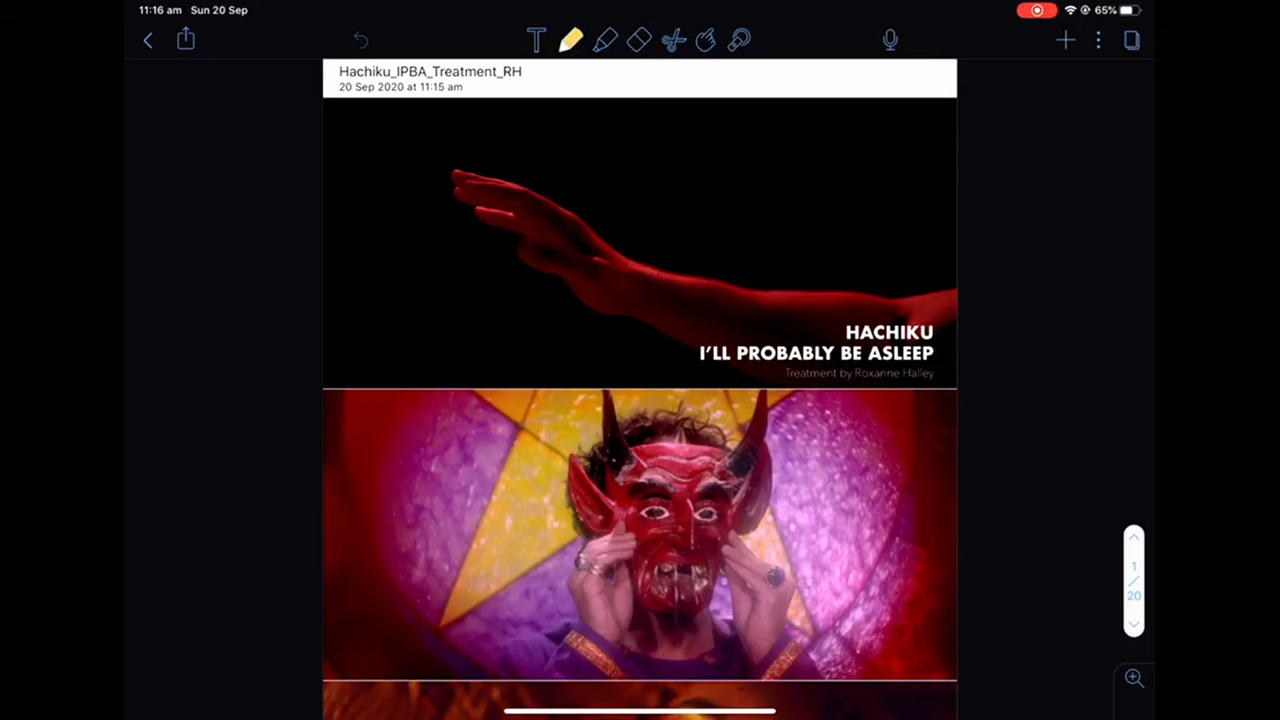 11:16 am Sun 20 Sep
65%
Hachiku_IPBA_Treatment_RH
20 Sep 2020 at 11:15 am
HACHIKU
I'LL PROBABLY BE ASLEEP
Treatment by Roxanne Halley
1
/
20